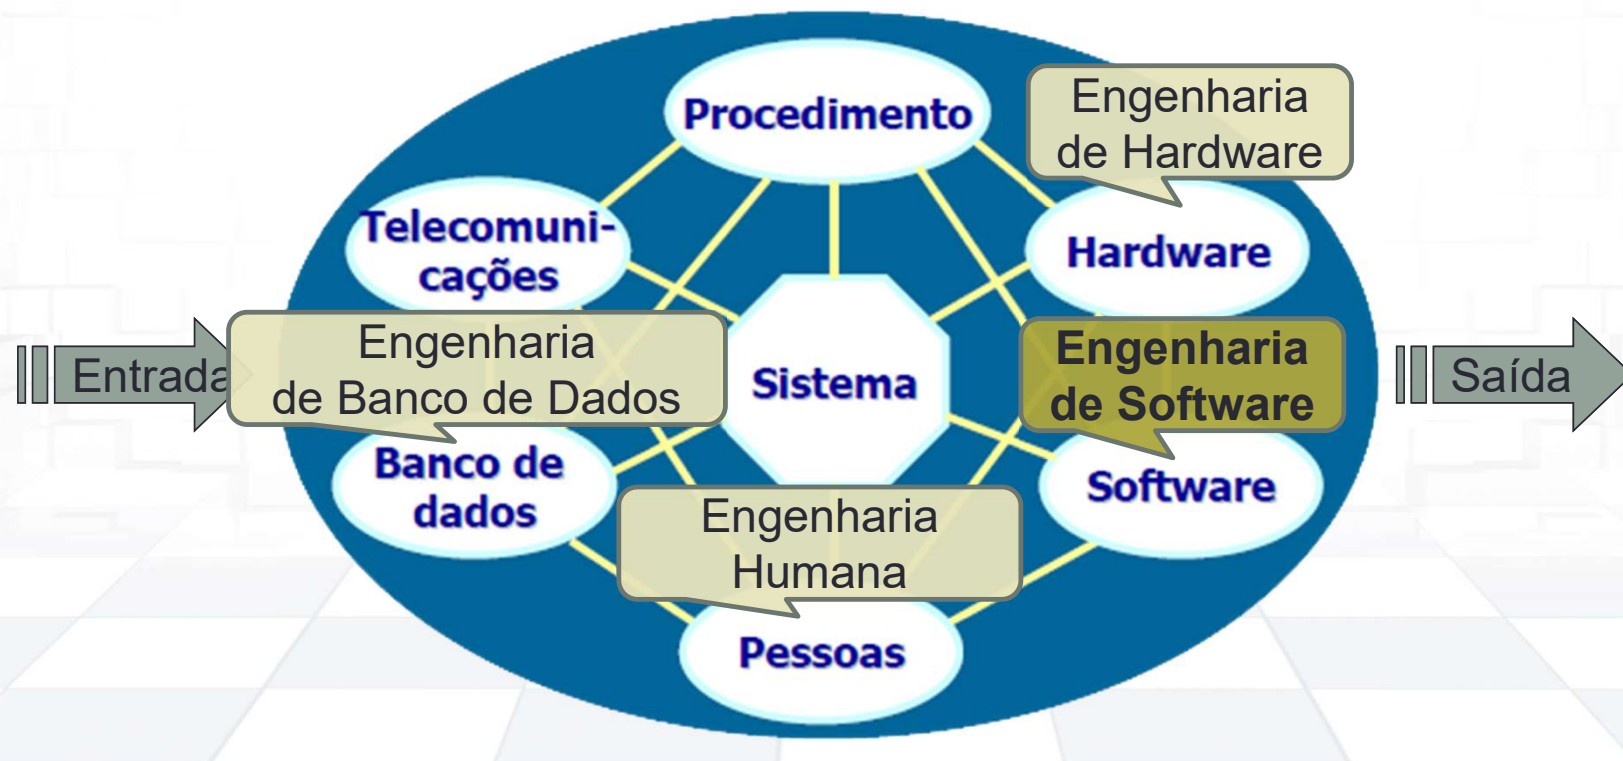 Procedimento
Engenharia
de Hardware
Telecomuni-
cações
Hardware
Entrada
Engenharia
de Banco de Dados
Sistema
Engenharia
de Software
Saída
Banco de
dados
Software
Engenharia
Humana
Pessoas